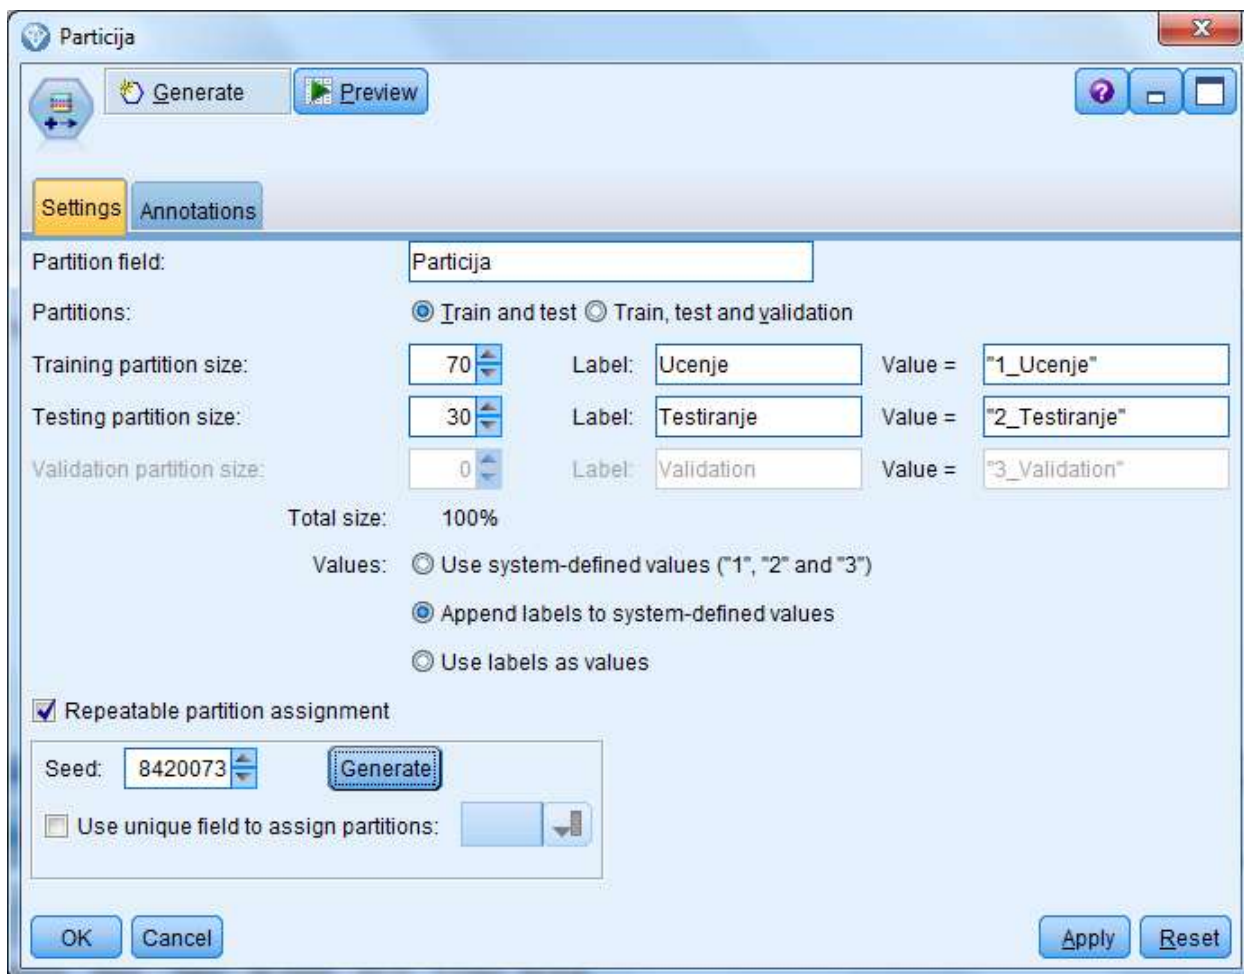 Particija
Generate Preview
Settings Annotations
Partition field: Particija
Partitions: Train and test Train, test and validation
Training partition size: 70 Label: Ucenje Value = "1_Ucenje"
Testing partition size: 30 Label: Testiranje Value = "2_Testiranje"
Validation partition size: 0 Label: Validation Value = "3_Validation"
Total size: 100%
Values: Use system-defined values ("1", "2" and "3")
Append labels to system-defined values
Use labels as values
Repeatable partition assignment
Seed: 8420073 Generate
Use unique field to assign partitions:
OK Cancel Apply Reset